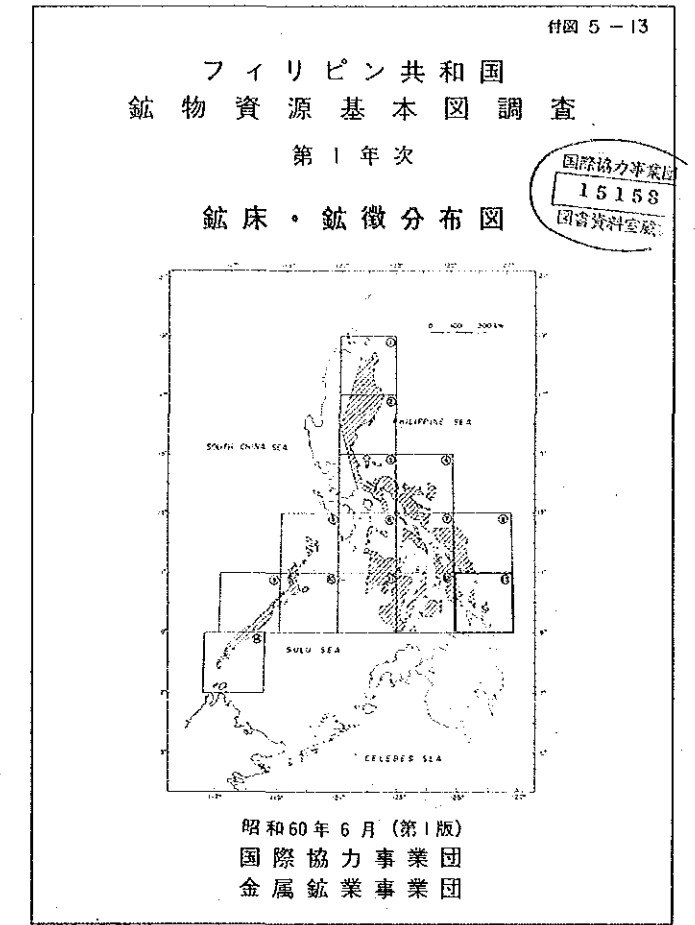 付図 5-13
フィリピン共和国
鉱物資源基本図調査
第1年次
国際協力事業団
15158
図書資料室蔵
鉱床・鉱徴分布図
0 100 200km
PHILIPPINE SEA
SOUTH CHINA SEA
SULU SEA
CELEBES SEA
昭和60年6月(第1版)
国際協力事業団
金属鉱業事業団